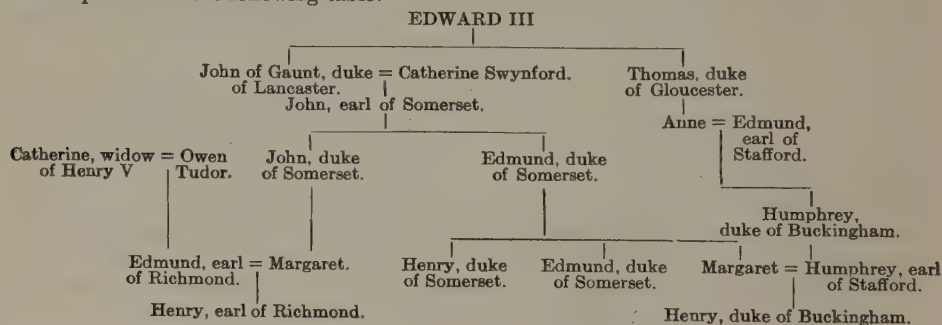 EDWARD III
John of Gaunt, duke = Catherine Swynford.
of Lancaster.
Thomas, duke
of Gloucester.
John, earl of Somerset.
Anne = Edmund,
earl of
Stafford.
Catherine, widow = Owen
of Henry V Tudor.
John, duke
of Somerset.
Edmund, duke
of Somerset.
Humphrey,
duke of Buckingham.
Edmund, earl = Margaret.
of Richmond.
Henry, duke
of Somerset.
Edmund, duke
of Somerset.
Margaret = Humphrey, earl
of Stafford.
Henry, earl of Richmond.
Henry, duke of Buckingham.